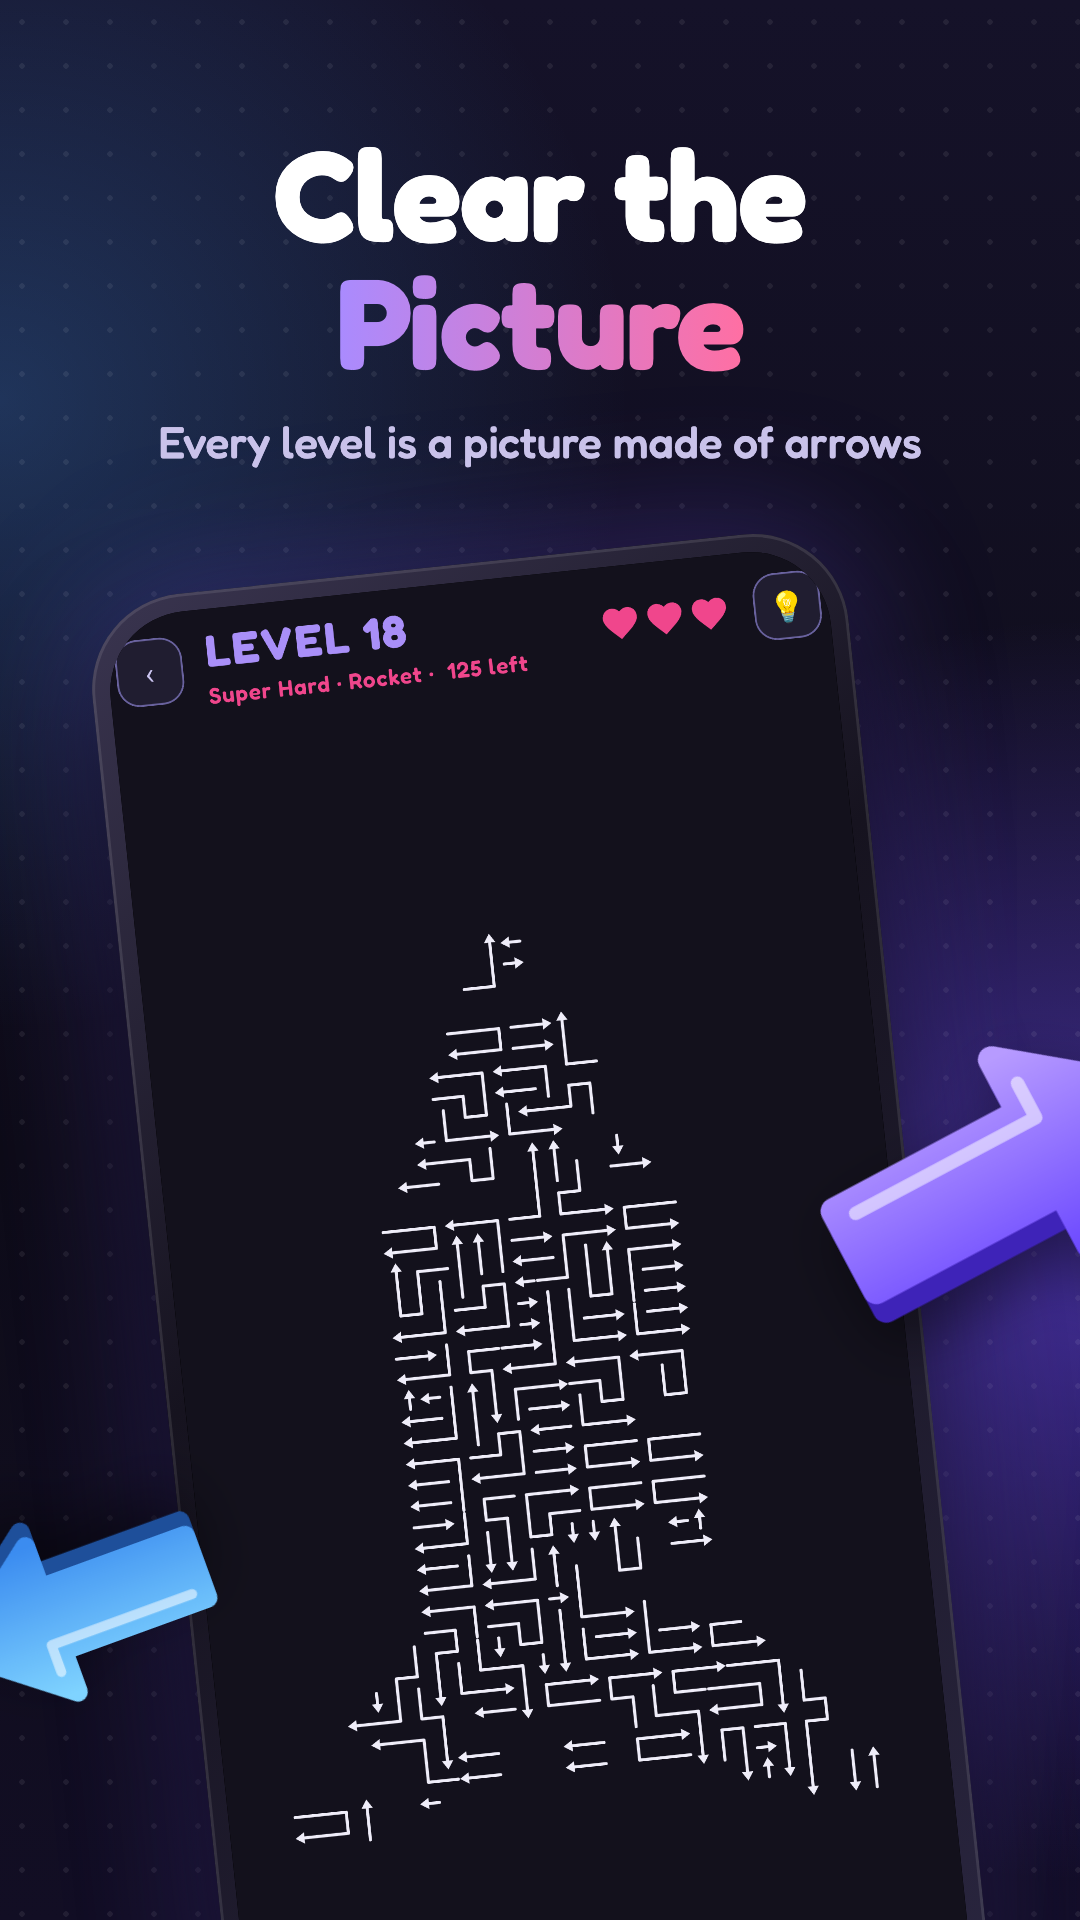 Clear the
Picture
Every level is a picture made of arrows
‹
LEVEL 18
Super Hard · Rocket · 125 left